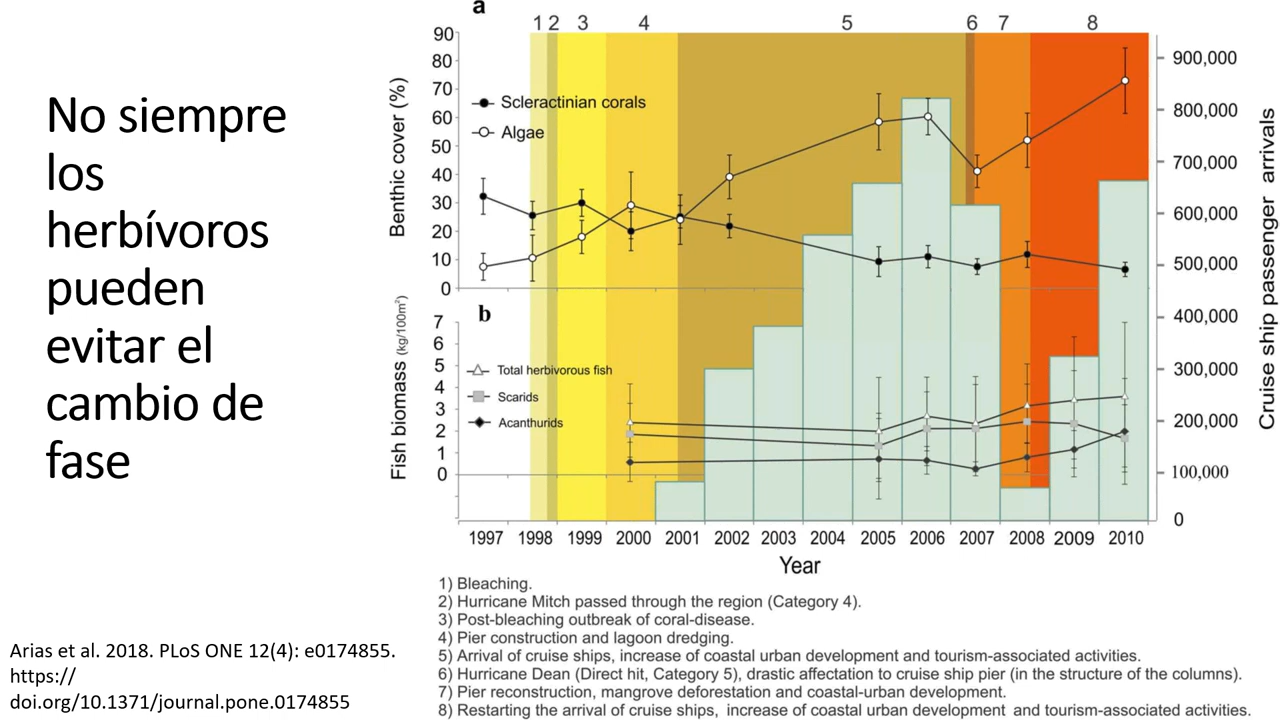 No siempre
los
herbívoros
pueden
evitar el
cambio de
fase
Arias et al. 2018. PLoS ONE 12(4): e0174855.
https://
doi.org/10.1371/journal.pone.0174855
a
1 2 3 4 5 6 7 8
Benthic cover (%)
90
80
70
60
50
40
30
20
10
0
Scleractinian corals
Algae
b
Fish biomass (kg/100m²)
7
6
5
4
3
2
1
0
Total herbivorous fish
Scarids
Acanthurids
900,000
800,000
700,000
600,000
500,000
400,000
300,000
200,000
100,000
0
Cruise ship passenger arrivals
1997 1998 1999 2000 2001 2002 2003 2004 2005 2006 2007 2008 2009 2010
Year
1) Bleaching.
2) Hurricane Mitch passed through the region (Category 4).
3) Post-bleaching outbreak of coral-disease.
4) Pier construction and lagoon dredging.
5) Arrival of cruise ships, increase of coastal urban development and tourism-associated activities.
6) Hurricane Dean (Direct hit, Category 5), drastic affectation to cruise ship pier (in the structure of the columns).
7) Pier reconstruction, mangrove deforestation and coastal-urban development.
8) Restarting the arrival of cruise ships, increase of coastal urban development and tourism-associated activities.